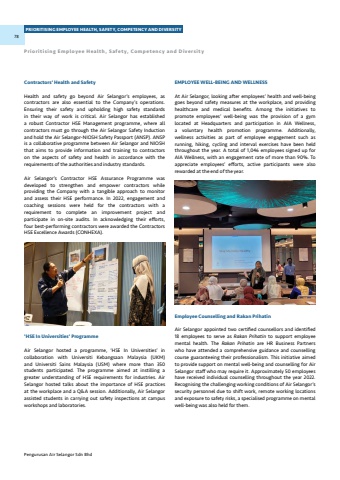 PRIORITISING EMPLOYEE HEALTH, SAFETY, COMPETENCY AND DIVERSITY
78
Prioritising Employee Health, Safety, Competency and Diversity
Contractors' Health and Safety
Health and safety go beyond Air Selangor's employees, as
contractors are also essential to the Company's operations.
Ensuring their safety and upholding high safety standards
in their way of work is critical. Air Selangor has established
a robust Contractor HSE Management programme, where all
contractors must go through the Air Selangor Safety Induction
and hold the Air Selangor-NIOSH Safety Passport (ANSP). ANSP
is a collaborative programme between Air Selangor and NIOSH
that aims to provide information and training to contractors
on the aspects of safety and health in accordance with the
requirements of the authorities and industry standards.
Air Selangor's Contractor HSE Assurance Programme was
developed to strengthen and empower contractors while
providing the Company with a tangible approach to monitor
and assess their HSE performance. In 2022, engagement and
coaching sessions were held for the contractors with a
requirement to complete an improvement project and
participate in on-site audits. In acknowledging their efforts,
four best-performing contractors were awarded the Contractors
HSE Excellence Awards (CONHEXA).
'HSE In Universities' Programme
Air Selangor hosted a programme, 'HSE In Universities' in
collaboration with Universiti Kebangsaan Malaysia (UKM)
and Universiti Sains Malaysia (USM) where more than 350
students participated. The programme aimed at instilling a
greater understanding of HSE requirements for industries. Air
Selangor hosted talks about the importance of HSE practices
at the workplace and a Q&A session. Additionally, Air Selangor
assisted students in carrying out safety inspections at campus
workshops and laboratories.
EMPLOYEE WELL-BEING AND WELLNESS
At Air Selangor, looking after employees' health and well-being
goes beyond safety measures at the workplace, and providing
healthcare and medical benefits. Among the initiatives to
promote employees' well-being was the provision of a gym
located at Headquarters and participation in AIA Wellness,
a voluntary health promotion programme. Additionally,
wellness activities as part of employee engagement such as
running, hiking, cycling and interval exercises have been held
throughout the year. A total of 1,046 employees signed up for
AIA Wellness, with an engagement rate of more than 90%. To
appreciate employees' efforts, active participants were also
rewarded at the end of the year.
Employee Counselling and Rakan Prihatin
Air Selangor appointed two certified counsellors and identified
18 employees to serve as Rakan Prihatin to support employee
mental health. The Rakan Prihatin are HR Business Partners
who have attended a comprehensive guidance and counselling
course guaranteeing their professionalism. This initiative aimed
to provide support on mental well-being and counselling for Air
Selangor staff who may require it. Approximately 50 employees
have received individual counselling throughout the year 2022.
Recognising the challenging working conditions of Air Selangor's
security personnel due to shift work, remote working locations
and exposure to safety risks, a specialised programme on mental
well-being was also held for them.
Pengurusan Air Selangor Sdn Bhd